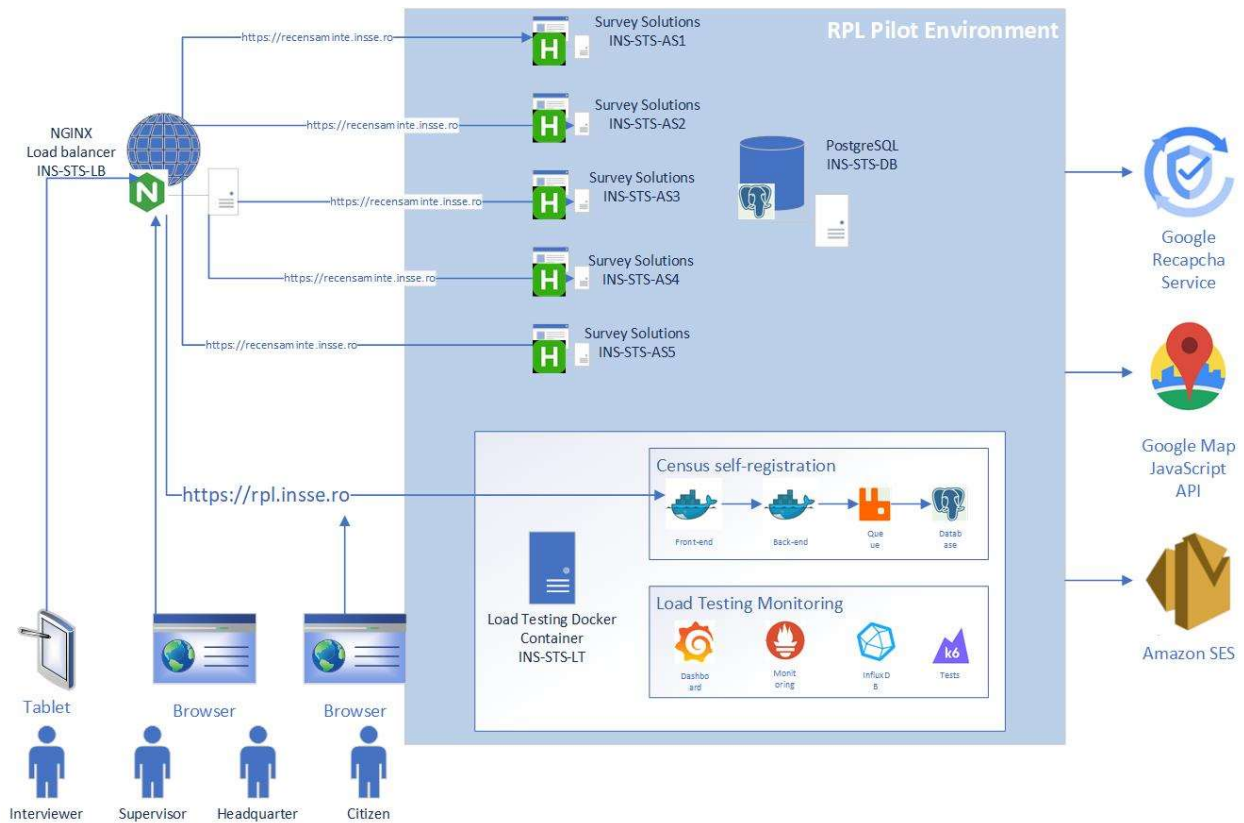 RPL Pilot Environment
Survey Solutions
INS-STS-AS1
https://recensaminte.insse.ro
H
Survey Solutions
INS-STS-AS2
https://recensaminte.insse.ro
H
NGINX
Load balancer
INS-STS-LB
N
PostgreSQL
INS-STS-DB
Survey Solutions
INS-STS-AS3
https://recensaminte.insse.ro
H
Survey Solutions
INS-STS-AS4
https://recensaminte.insse.ro
H
Survey Solutions
INS-STS-AS5
https://recensaminte.insse.ro
H
Google
Recapcha
Service
Google Map
JavaScript
API
Amazon SES
https://rpl.insse.ro
Census self-registration
Front-end
Back-end
Que
ue
Datab
ase
Load Testing Docker
Container
INS-STS-LT
Load Testing Monitoring
Dashbo
ard
Monit
oring
InfluxD
B
k6
Tests
Tablet
Browser
Browser
Interviewer
Supervisor
Headquarter
Citizen